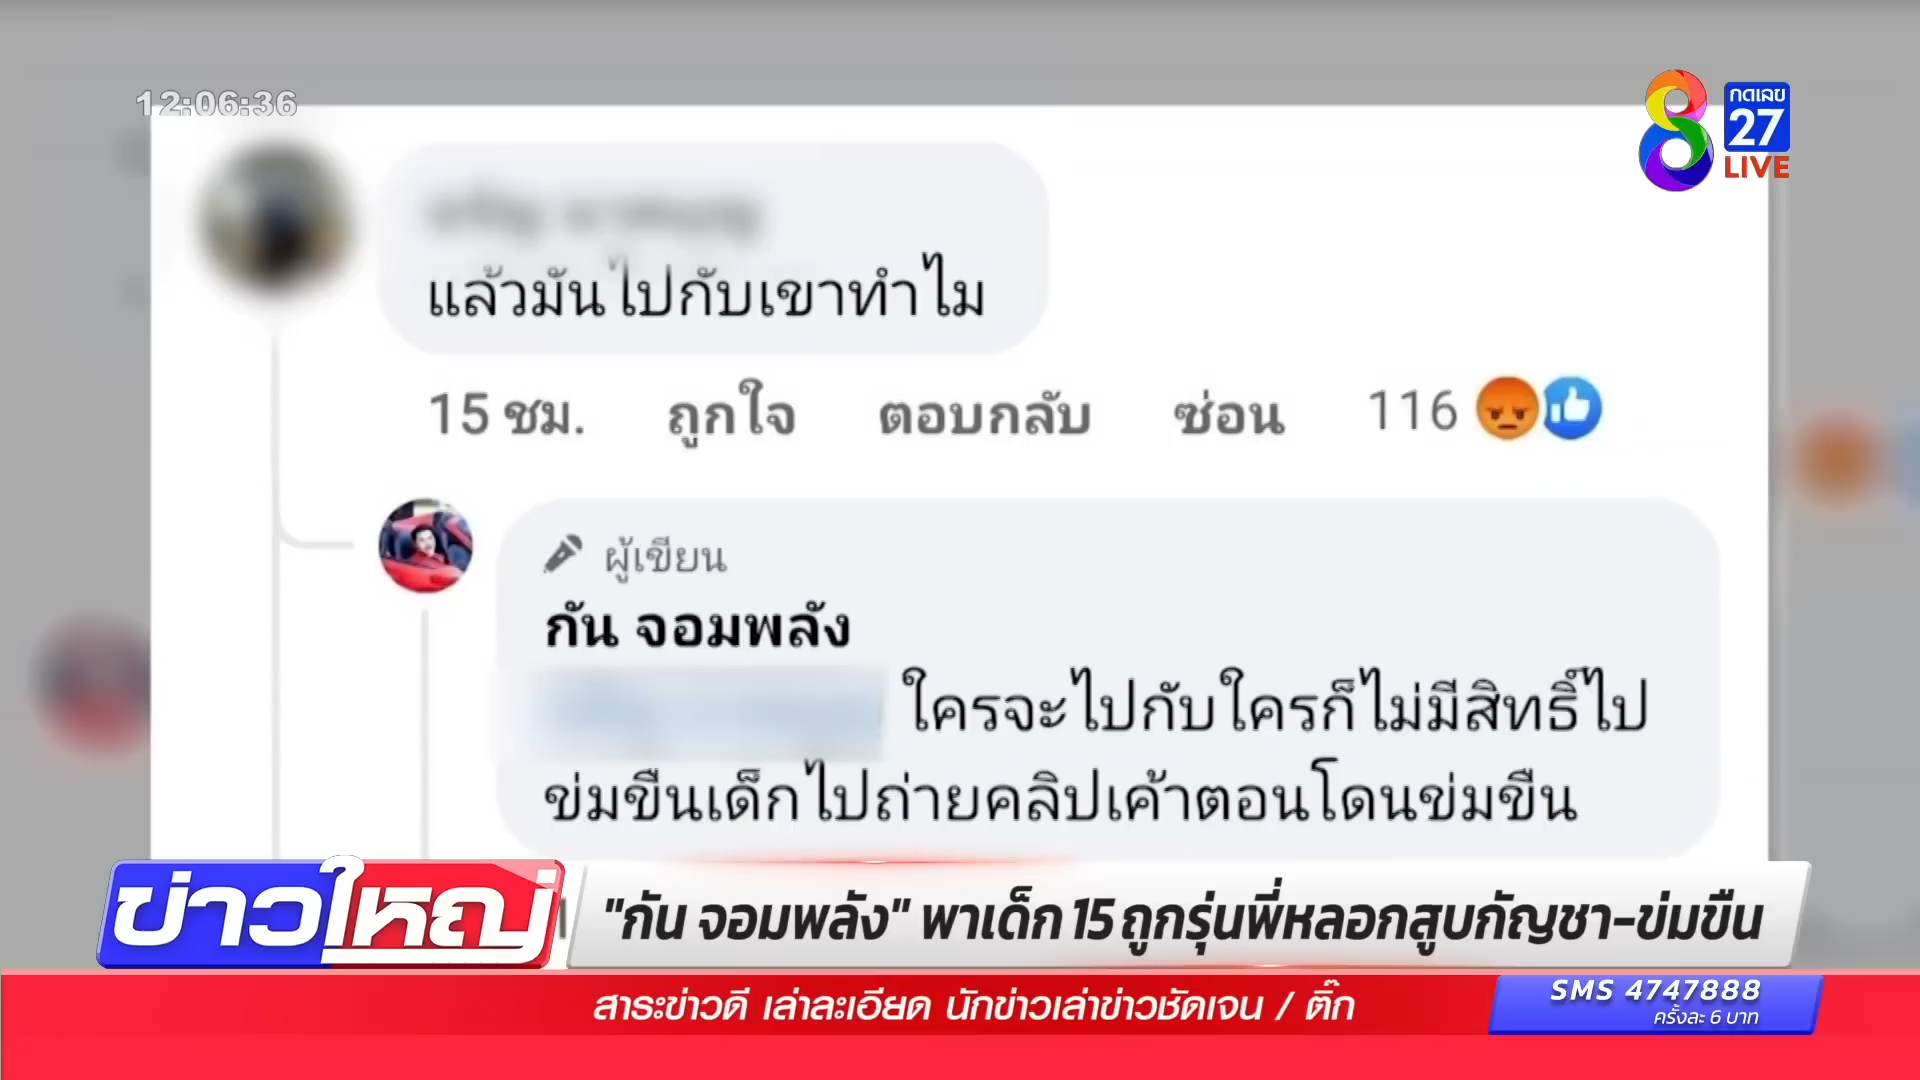 12:06:36
กดเลข
27
LIVE
แล้วมันไปกับเขาทำไม
15 ชม. ถูกใจ ตอบกลับ ซ่อน 116
ผู้เขียน
กัน จอมพลัง
ใครจะไปกับใครก็ไม่มีสิทธิ์ไป
ข่มขืนเด็กไปถ่ายคลิปเค้าตอนโดนข่มขืน
ข่าวใหญ่
"กัน จอมพลัง" พาเด็ก 15 ถูกรุ่นพี่หลอกสูบกัญชา-ข่มขืน
สาระข่าวดี เล่าละเอียด นักข่าวเล่าข่าวชัดเจน / ติ๊ก
SMS 4747888
ครั้งละ 6 บาท